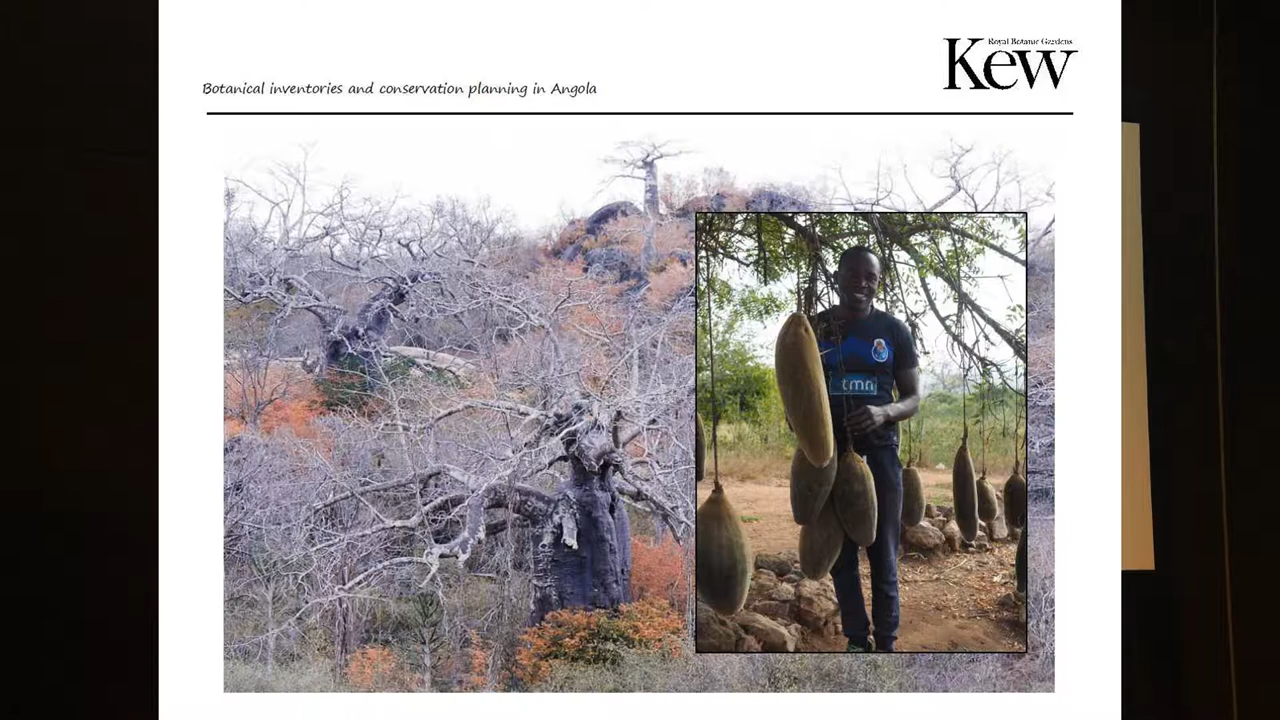 Royal Botanic Gardens
Kew
Botanical inventories and conservation planning in Angola
tmn